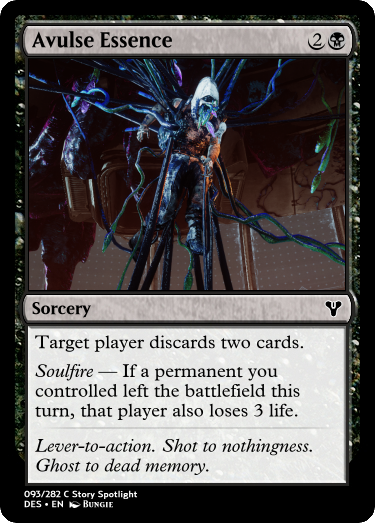 Avulse Essence 2
Sorcery
Target player discards two cards.
Soulfire — If a permanent you
controlled left the battlefield this
turn, that player also loses 3 life.
Lever-to-action. Shot to nothingness.
Ghost to dead memory.
093/282 C Story Spotlight
DES • EN Bungie